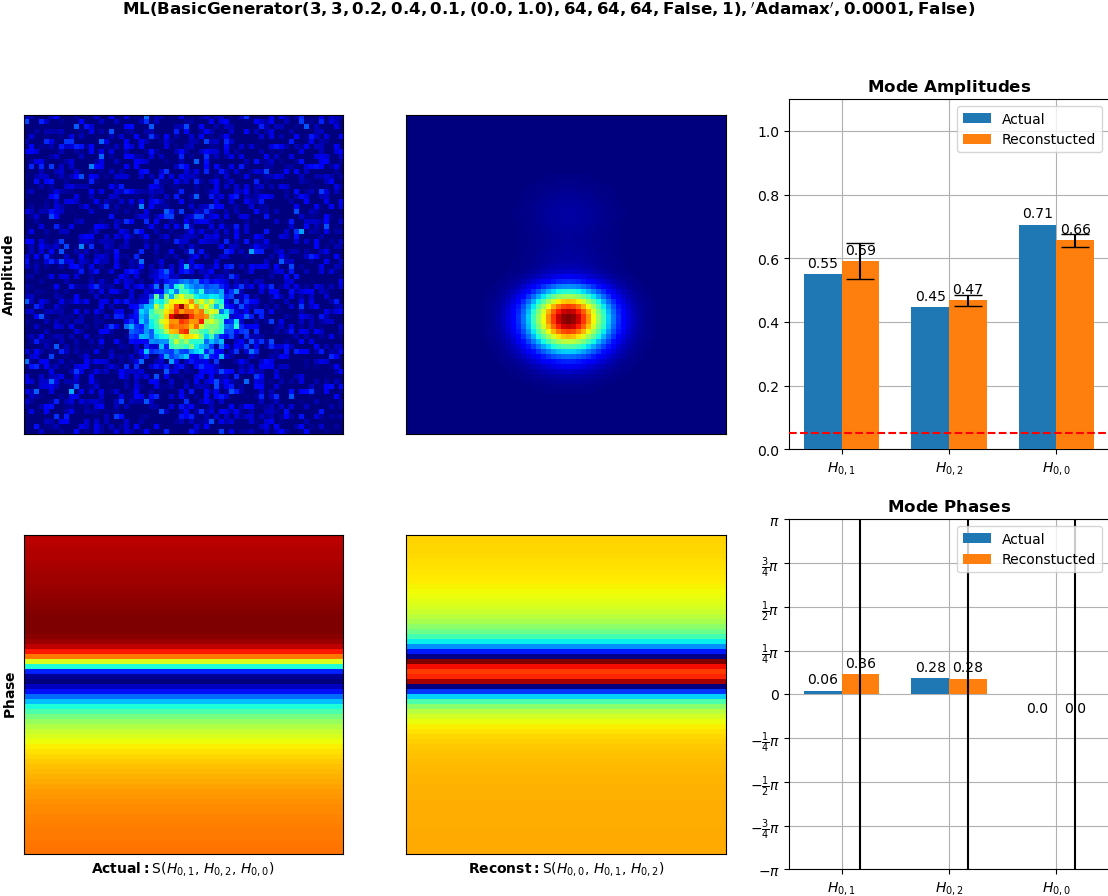 ML(BasicGenerator(3, 3, 0.2, 0.4, 0.1, (0.0, 1.0), 64, 64, 64, False, 1), 'Adamax', 0.0001, False)
Amplitude
Mode Amplitudes
Actual
Reconstucted
1.0
0.8
0.6
0.4
0.2
0.0
0.55
0.59
0.45
0.47
0.71
0.66
H0,1
H0,2
H0,0
Phase
Actual: S(H0,1, H0,2, H0,0)
Reconst: S(H0,0, H0,1, H0,2)
Mode Phases
Actual
Reconstucted
π
3/4π
1/2π
1/4π
0
−1/4π
−1/2π
−3/4π
−π
0.06
0.36
0.28
0.28
0.0
0.0
H0,1
H0,2
H0,0